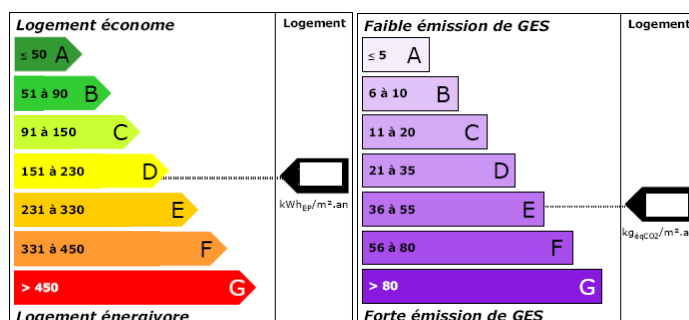 Logement économe
Logement
≤ 50 A
51 à 90 B
91 à 150 C
151 à 230 D
231 à 330 E
331 à 450 F
> 450 G
kWhEP/m².an
Logement énergivore
Faible émission de GES
Logement
≤ 5 A
6 à 10 B
11 à 20 C
21 à 35 D
36 à 55 E
56 à 80 F
> 80 G
kgéqCO2/m².a
Forte émission de GES